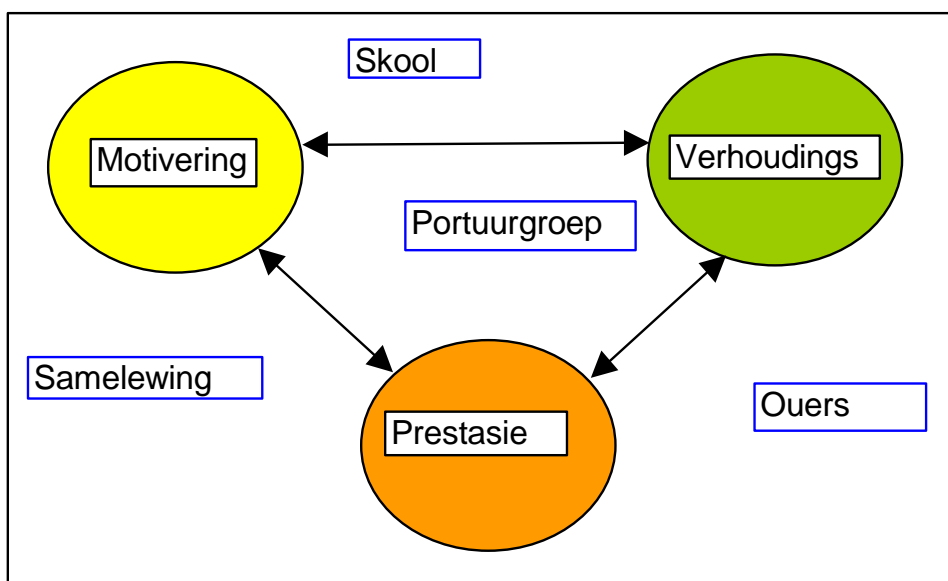 Skool
Motivering
Verhoudings
Portuurgroep
Samelewing
Ouers
Prestasie